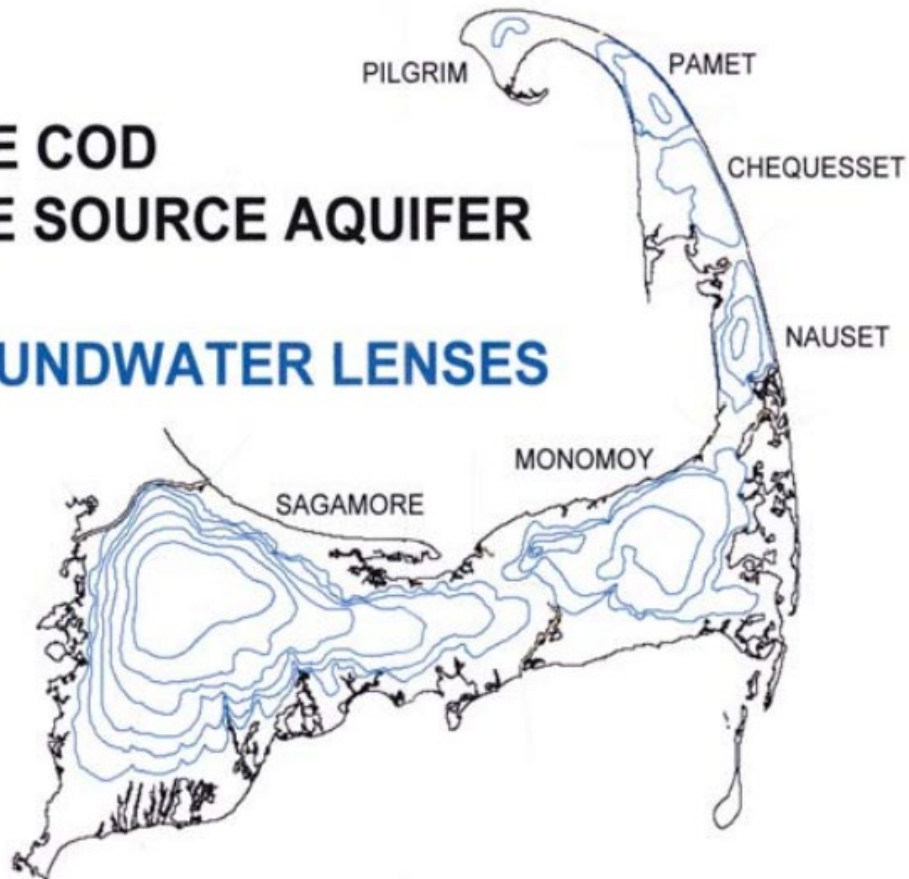 E COD
E SOURCE AQUIFER
UNDWATER LENSES
PILGRIM
PAMET
CHEQUESSET
NAUSET
MONOMOY
SAGAMORE